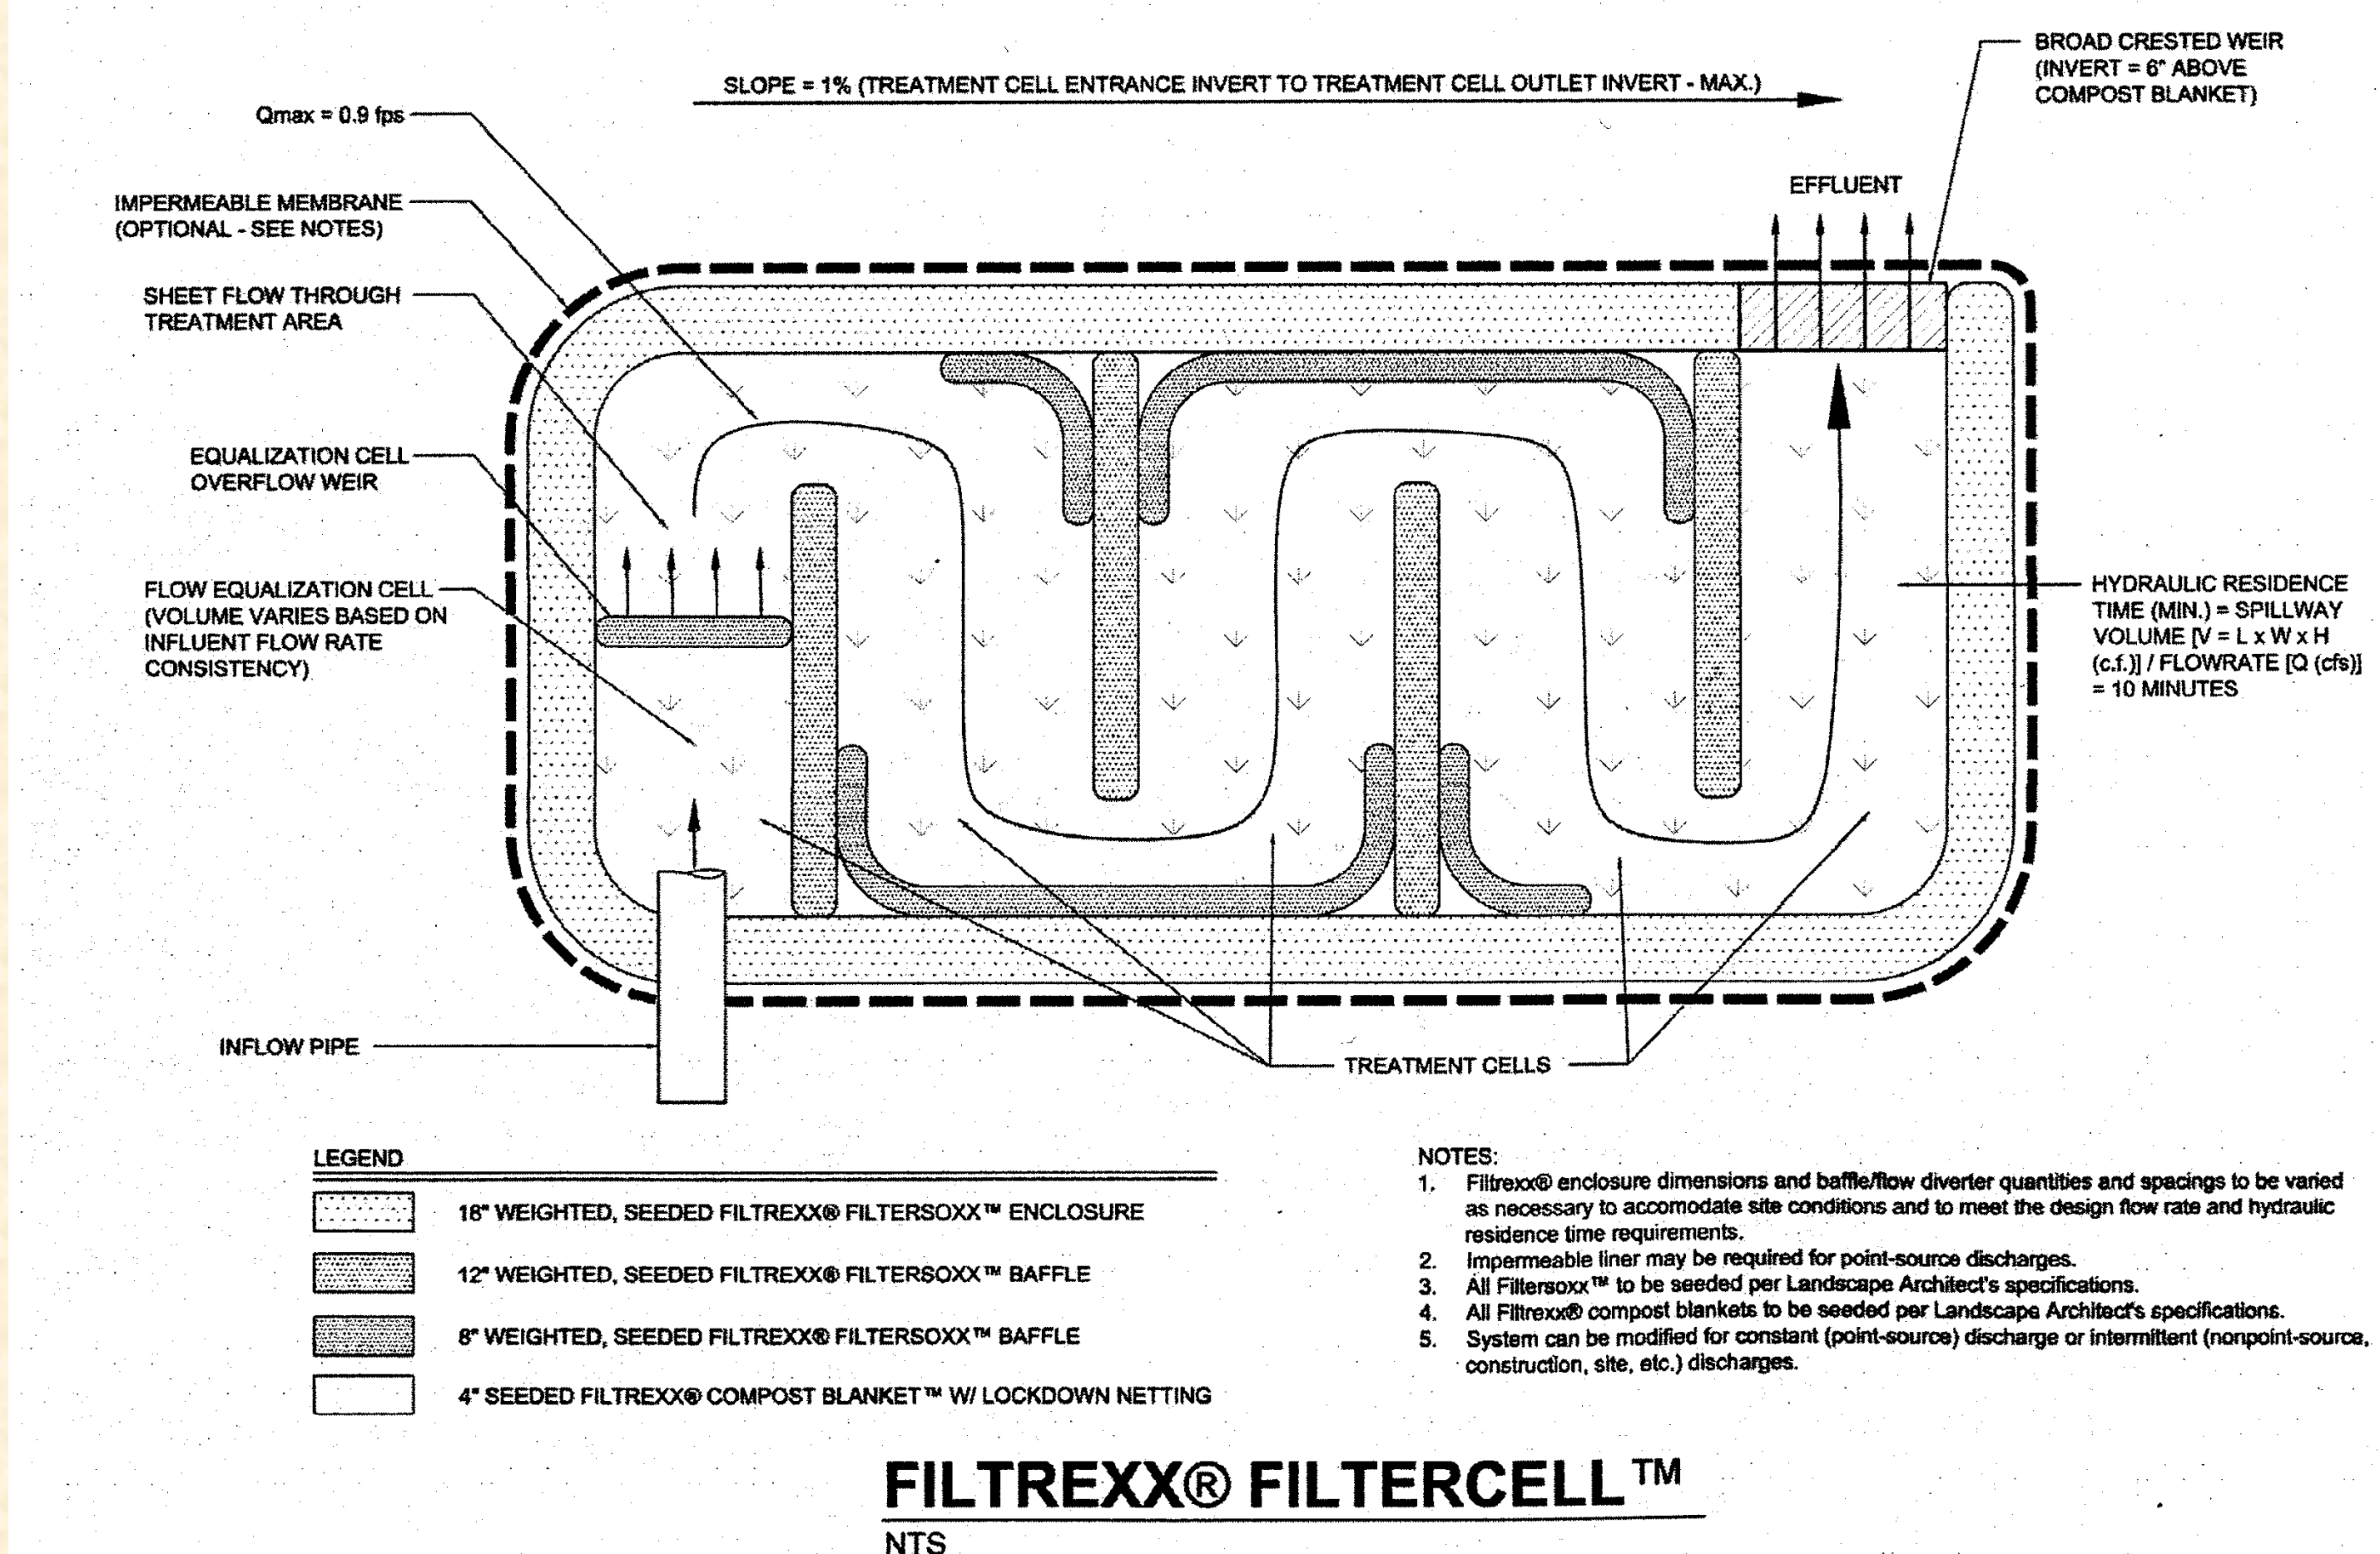 SLOPE = 1% (TREATMENT CELL ENTRANCE INVERT TO TREATMENT CELL OUTLET INVERT - MAX.)
BROAD CRESTED WEIR
(INVERT = 6" ABOVE
COMPOST BLANKET)
Qmax = 0.9 fps
EFFLUENT
IMPERMEABLE MEMBRANE
(OPTIONAL - SEE NOTES)
SHEET FLOW THROUGH
TREATMENT AREA
EQUALIZATION CELL
OVERFLOW WEIR
FLOW EQUALIZATION CELL
(VOLUME VARIES BASED ON
INFLUENT FLOW RATE
CONSISTENCY)
HYDRAULIC RESIDENCE
TIME (MIN.) = SPILLWAY
VOLUME [V = L x W x H
(c.f.)] / FLOWRATE [Q (cfs)]
= 10 MINUTES
INFLOW PIPE
TREATMENT CELLS
LEGEND
18" WEIGHTED, SEEDED FILTREXX® FILTERSOXX™ ENCLOSURE
12" WEIGHTED, SEEDED FILTREXX® FILTERSOXX™ BAFFLE
8" WEIGHTED, SEEDED FILTREXX® FILTERSOXX™ BAFFLE
4" SEEDED FILTREXX® COMPOST BLANKET™ W/ LOCKDOWN NETTING
NOTES:
1. Filtrexx® enclosure dimensions and baffle/flow diverter quantities and spacings to be varied
as necessary to accomodate site conditions and to meet the design flow rate and hydraulic
residence time requirements.
2. Impermeable liner may be required for point-source discharges.
3. All Filtersoxx™ to be seeded per Landscape Architect's specifications.
4. All Filtrexx® compost blankets to be seeded per Landscape Architect's specifications.
5. System can be modified for constant (point-source) discharge or intermittent (nonpoint-source,
construction, site, etc.) discharges.
FILTREXX® FILTERCELL™
NTS